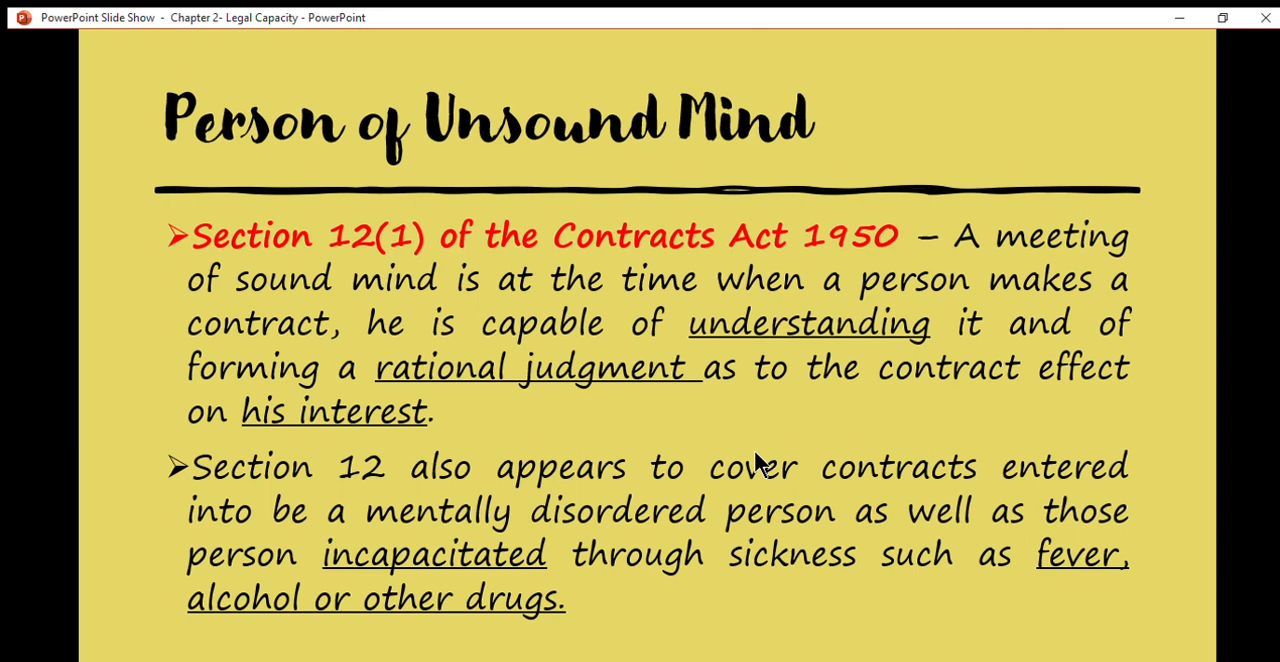 PowerPoint Slide Show - Chapter 2- Legal Capacity - PowerPoint
Person of Unsound Mind
➢Section 12(1) of the Contracts Act 1950 – A meeting
of sound mind is at the time when a person makes a
contract, he is capable of understanding it and of
forming a rational judgment as to the contract effect
on his interest.
➢Section 12 also appears to cover contracts entered
into be a mentally disordered person as well as those
person incapacitated through sickness such as fever,
alcohol or other drugs.